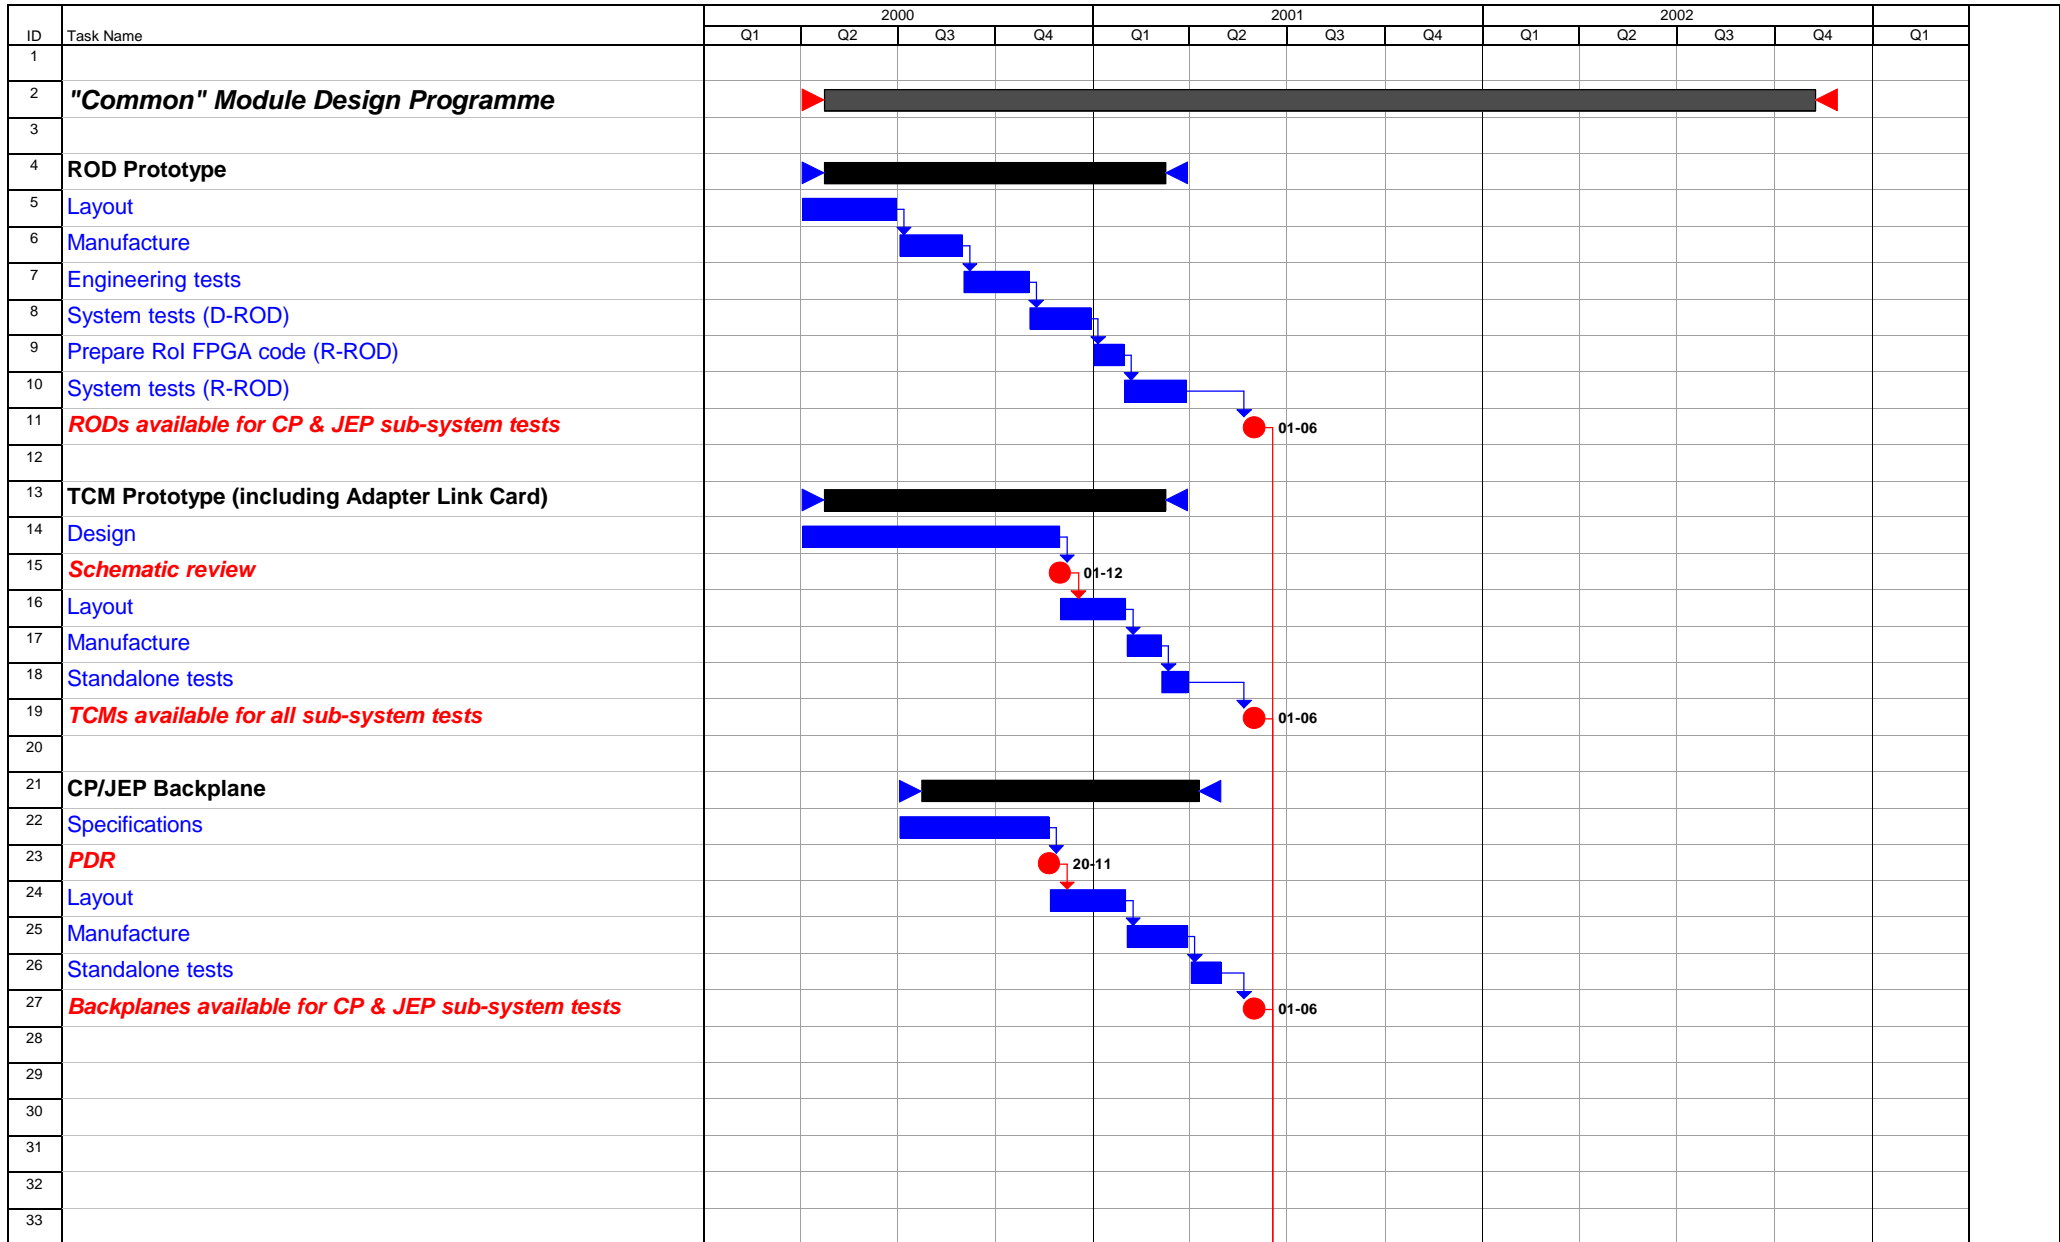 2000 2001 2002
ID Task Name Q1 Q2 Q3 Q4 Q1 Q2 Q3 Q4 Q1 Q2 Q3 Q4 Q1
1
2 "Common" Module Design Programme
3
4 ROD Prototype
5 Layout
6 Manufacture
7 Engineering tests
8 System tests (D-ROD)
9 Prepare RoI FPGA code (R-ROD)
10 System tests (R-ROD)
11 RODs available for CP & JEP sub-system tests 01-06
12
13 TCM Prototype (including Adapter Link Card)
14 Design
15 Schematic review 01-12
16 Layout
17 Manufacture
18 Standalone tests
19 TCMs available for all sub-system tests 01-06
20
21 CP/JEP Backplane
22 Specifications
23 PDR 20-11
24 Layout
25 Manufacture
26 Standalone tests
27 Backplanes available for CP & JEP sub-system tests 01-06
28
29
30
31
32
33